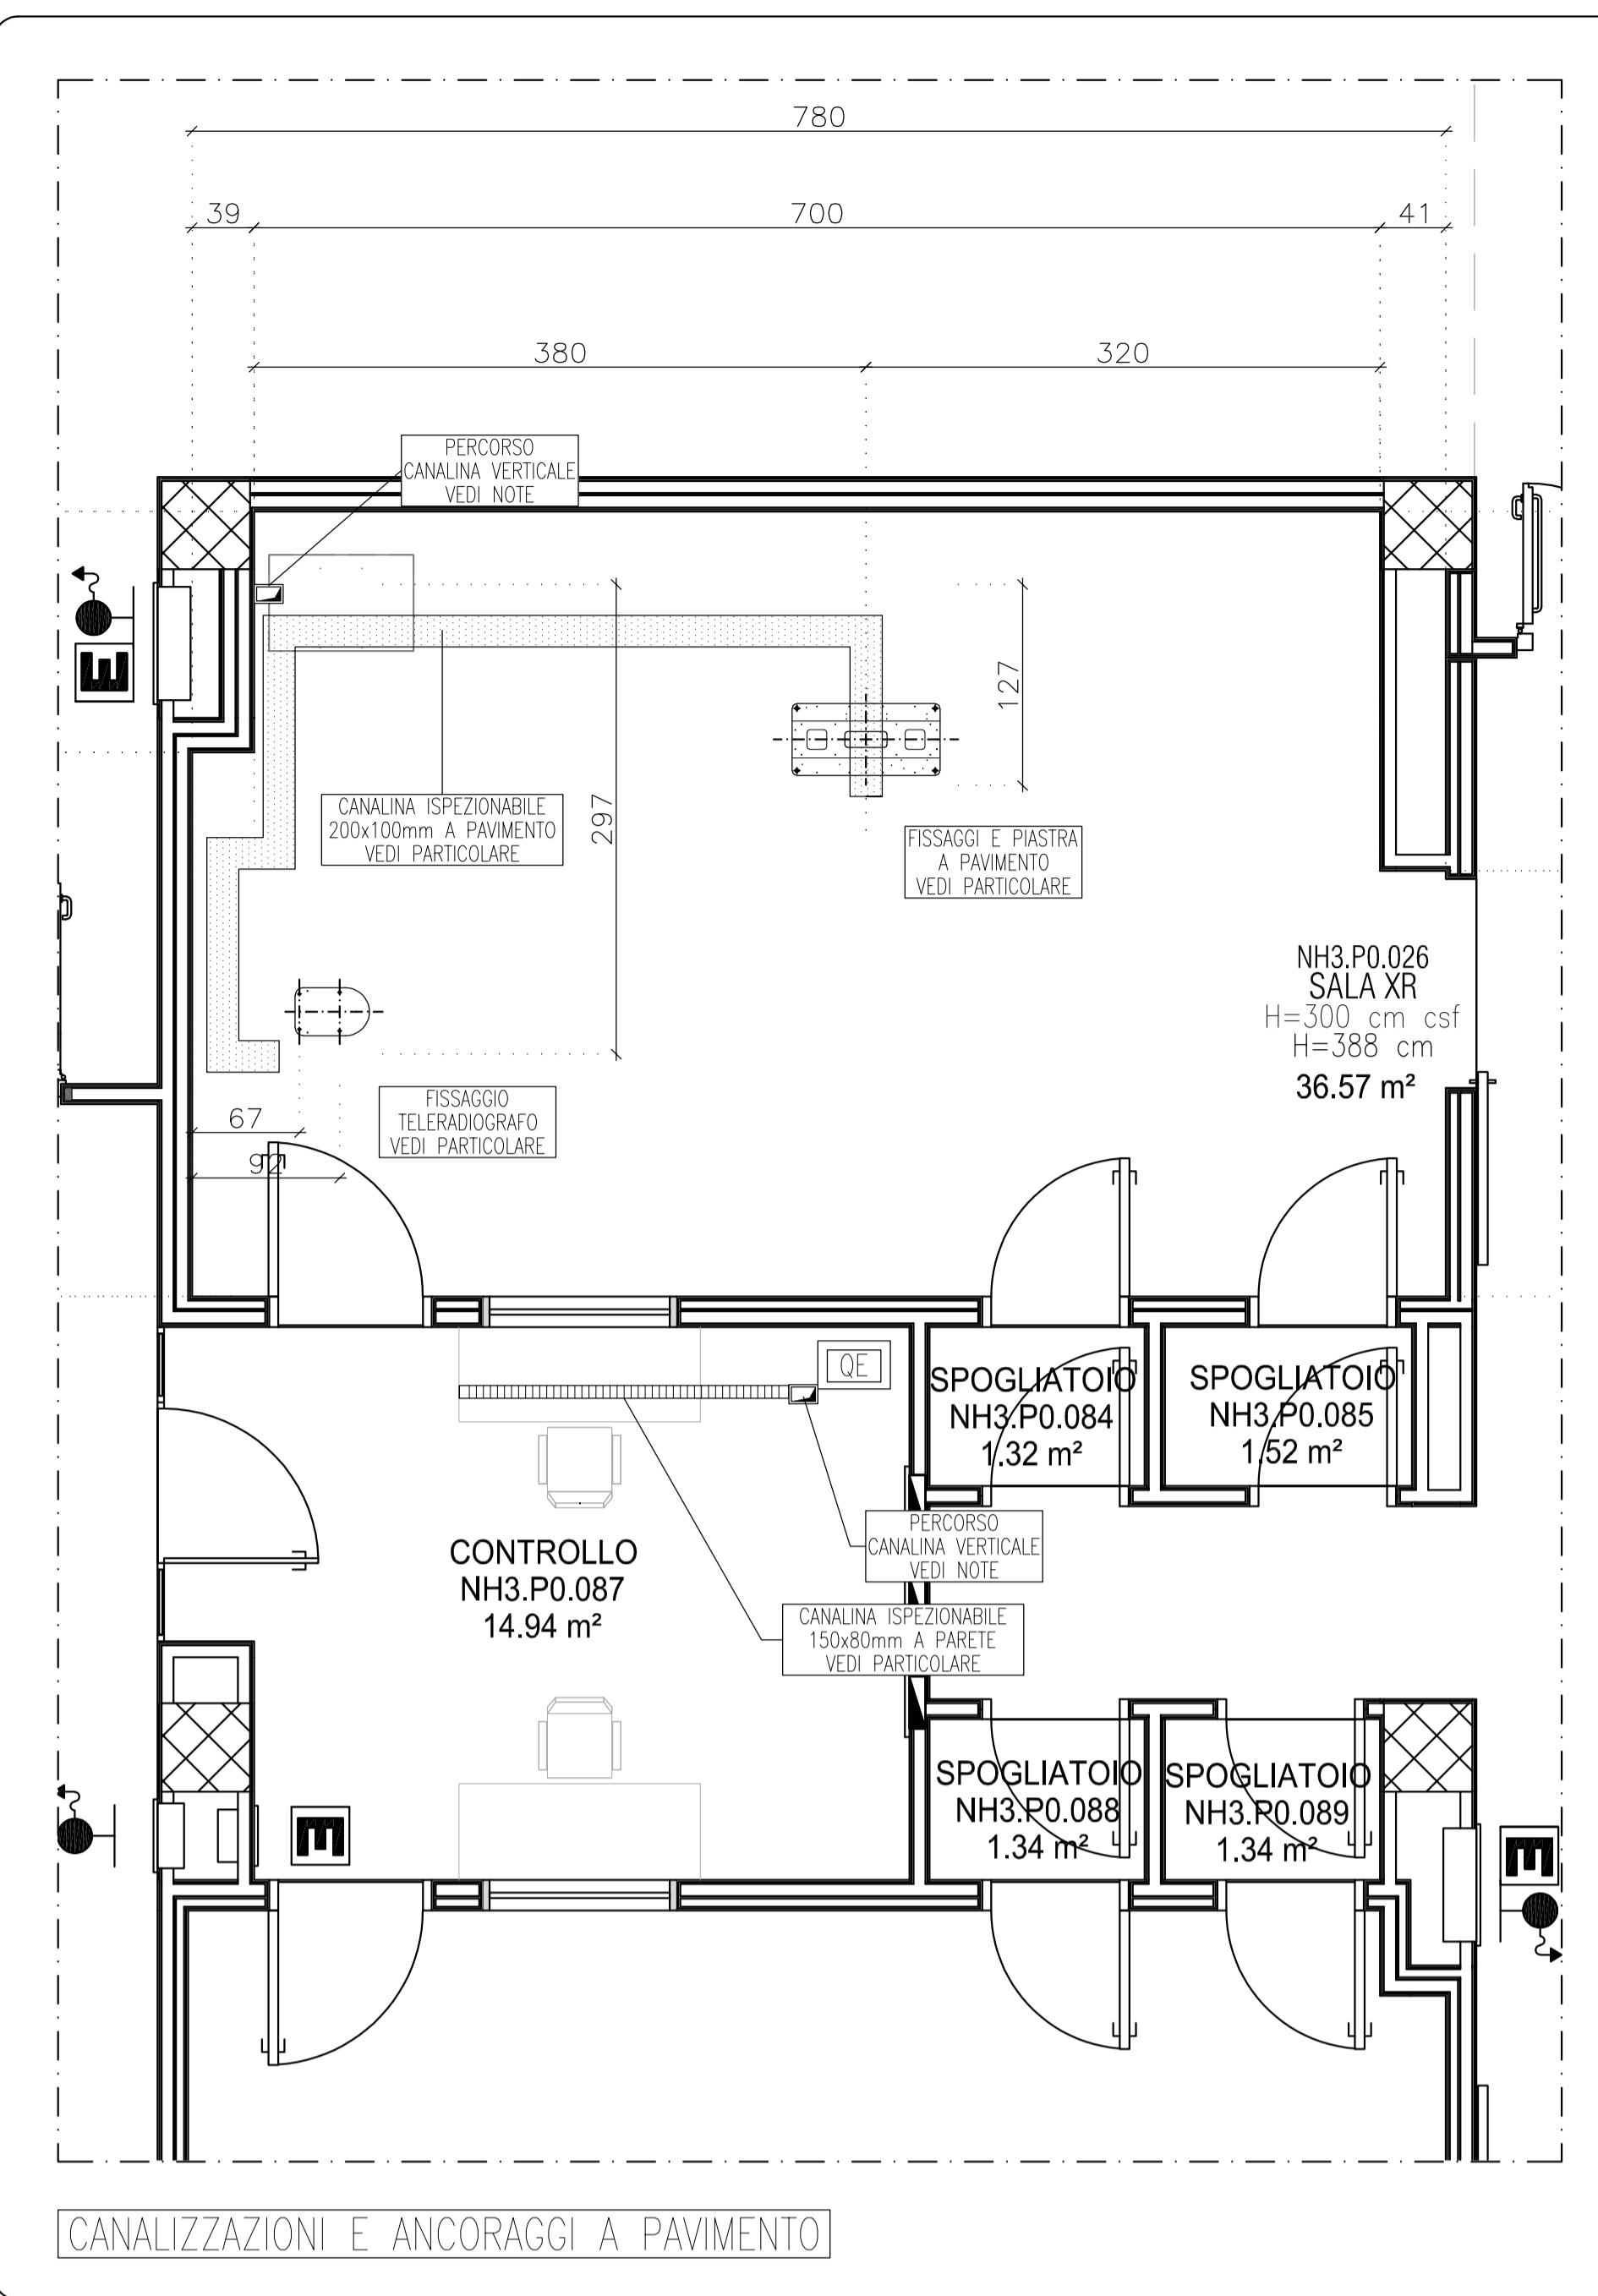 780
39
700
41
380
320
PERCORSO
CANALINA VERTICALE
VEDI NOTE
E
297
127
CANALINA ISPEZIONABILE
200x100mm A PAVIMENTO
VEDI PARTICOLARE
FISSAGGI E PIASTRA
A PAVIMENTO
VEDI PARTICOLARE
NH3.P0.026
SALA XR
H=300 cm csf
H=388 cm
36.57 m²
FISSAGGIO
TELERADIOGRAFO
VEDI PARTICOLARE
67
92
QE
SPOGLIATOIO
NH3.P0.084
1.32 m²
SPOGLIATOIO
NH3.P0.085
1.52 m²
PERCORSO
CANALINA VERTICALE
VEDI NOTE
CONTROLLO
NH3.P0.087
14.94 m²
CANALINA ISPEZIONABILE
150x80mm A PARETE
VEDI PARTICOLARE
SPOGLIATOIO
NH3.P0.088
1.34 m²
SPOGLIATOIO
NH3.P0.089
1.34 m²
E
E
CANALIZZAZIONI E ANCORAGGI A PAVIMENTO